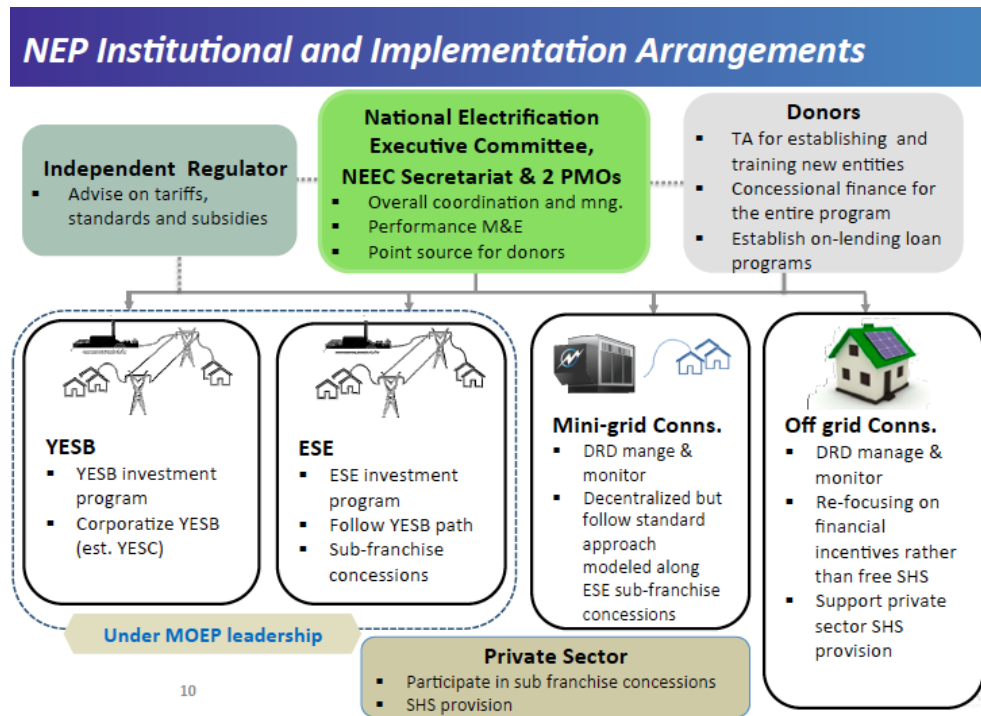 NEP Institutional and Implementation Arrangements
Independent Regulator
▪ Advise on tariffs,
standards and subsidies
National Electrification
Executive Committee,
NEEC Secretariat & 2 PMOs
▪ Overall coordination and mng.
▪ Performance M&E
▪ Point source for donors
Donors
▪ TA for establishing and
training new entities
▪ Concessional finance for
the entire program
▪ Establish on-lending loan
programs
YESB
▪ YESB investment
program
▪ Corporatize YESB
(est. YESC)
ESE
▪ ESE investment
program
▪ Follow YESB path
▪ Sub-franchise
concessions
Mini-grid Conns.
▪ DRD mange &
monitor
▪ Decentralized but
follow standard
approach
modeled along
ESE sub-franchise
concessions
Off grid Conns.
▪ DRD manage &
monitor
▪ Re-focusing on
financial
incentives rather
than free SHS
▪ Support private
sector SHS
provision
Under MOEP leadership
Private Sector
▪ Participate in sub franchise concessions
▪ SHS provision
10